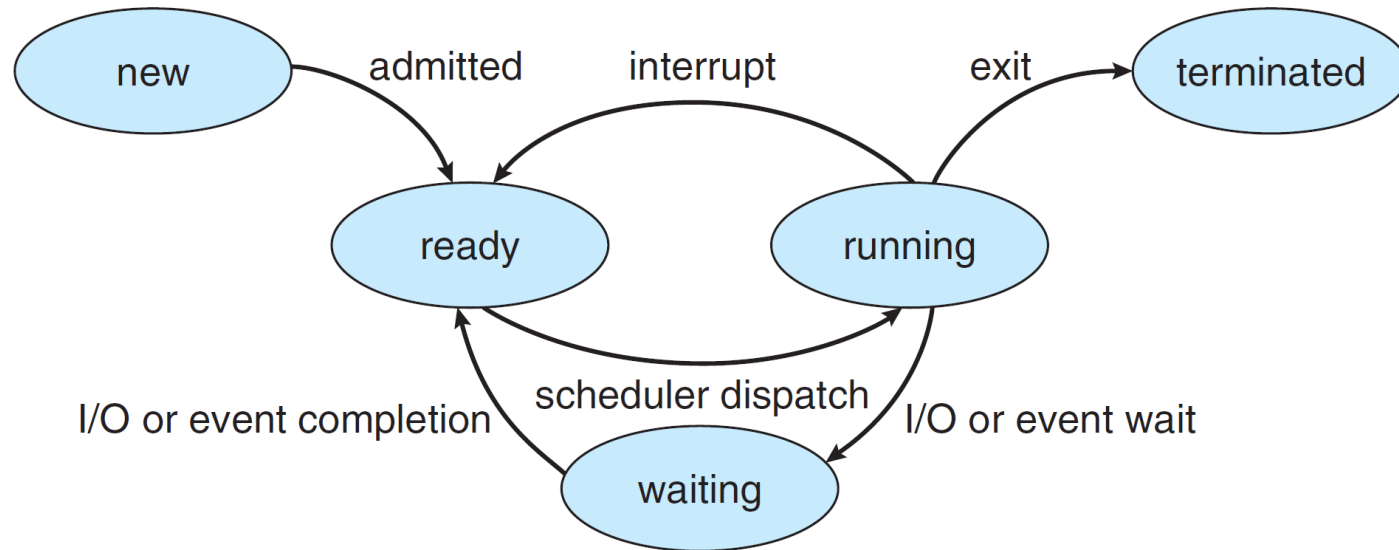 new
admitted
interrupt
exit
terminated
ready
running
scheduler dispatch
I/O or event completion
I/O or event wait
waiting